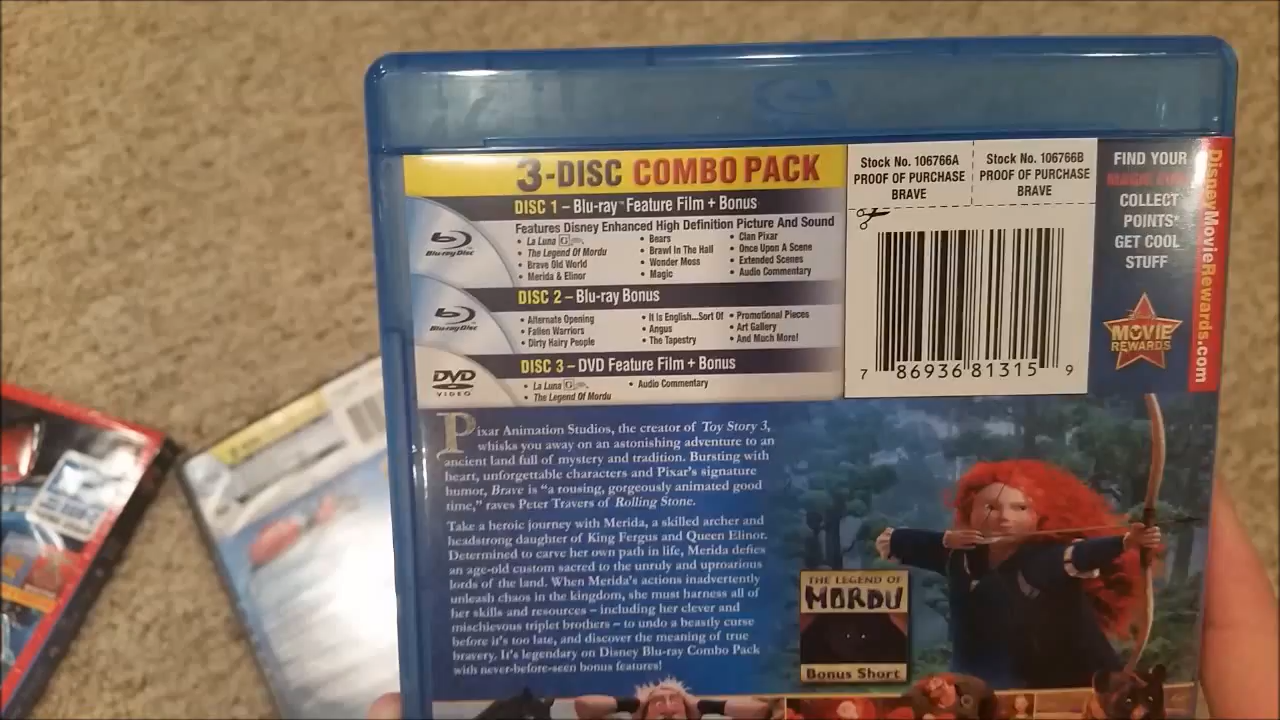 3-DISC COMBO PACK
DISC 1 – Blu-ray™ Feature Film + Bonus
Features Disney Enhanced High Definition Picture And Sound
• La Luna
• The Legend Of Mordu
• Brave Old World
• Merida & Elinor
• Bears
• Brawl In The Hall
• Wonder Moss
• Magic
• Clan Pixar
• Once Upon A Scene
• Extended Scenes
• Audio Commentary
Blu-ray Disc
DISC 2 – Blu-ray Bonus
• Alternate Opening
• Fallen Warriors
• Dirty Hairy People
• It Is English...Sort Of
• Angus
• The Tapestry
• Promotional Pieces
• Art Gallery
• And Much More!
Blu-ray Disc
DISC 3 – DVD Feature Film + Bonus
• La Luna
• The Legend Of Mordu
• Audio Commentary
DVD
VIDEO
Stock No. 106766A
PROOF OF PURCHASE
BRAVE
Stock No. 106766B
PROOF OF PURCHASE
BRAVE
7 86936 81315 9
FIND YOUR
COLLECT
POINTS*
GET COOL
STUFF
MOVIE
REWARDS
DisneyMovieRewards.com
Pixar Animation Studios, the creator of Toy Story 3,
whisks you away on an astonishing adventure to an
ancient land full of mystery and tradition. Bursting with
heart, unforgettable characters and Pixar's signature
humor, Brave is "a rousing, gorgeously animated good
time," raves Peter Travers of Rolling Stone.
Take a heroic journey with Merida, a skilled archer and
headstrong daughter of King Fergus and Queen Elinor.
Determined to carve her own path in life, Merida defies
an age-old custom sacred to the unruly and uproarious
lords of the land. When Merida's actions inadvertently
unleash chaos in the kingdom, she must harness all of
her skills and resources – including her clever and
mischievous triplet brothers – to undo a beastly curse
before it's too late, and discover the meaning of true
bravery. It's legendary on Disney Blu-ray Combo Pack
with never-before-seen bonus features!
THE LEGEND OF
MORDU
Bonus Short